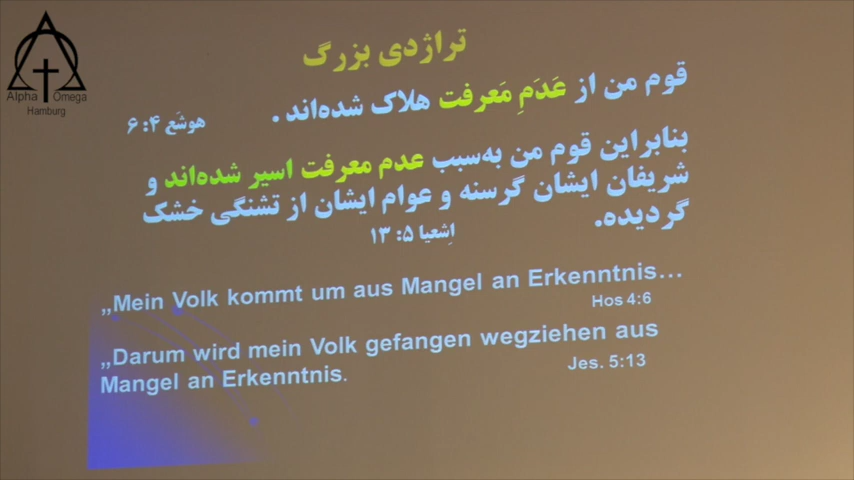 Alpha Omega
Hamburg
تراژدی بزرگ
قوم من از عَدَمِ مَعرفت هلاک شده‌اند .
هوشَع ۴: ۶
بنابراین قوم من به‌سبب عدم معرفت اسیر شده‌اند و
شریفان ایشان گرسنه و عوام ایشان از تشنگی خشک
گردیده.
اِشعیا ۵: ۱۳
„Mein Volk kommt um aus Mangel an Erkenntnis…
Hos 4:6
„Darum wird mein Volk gefangen wegziehen aus
Mangel an Erkenntnis.
Jes. 5:13